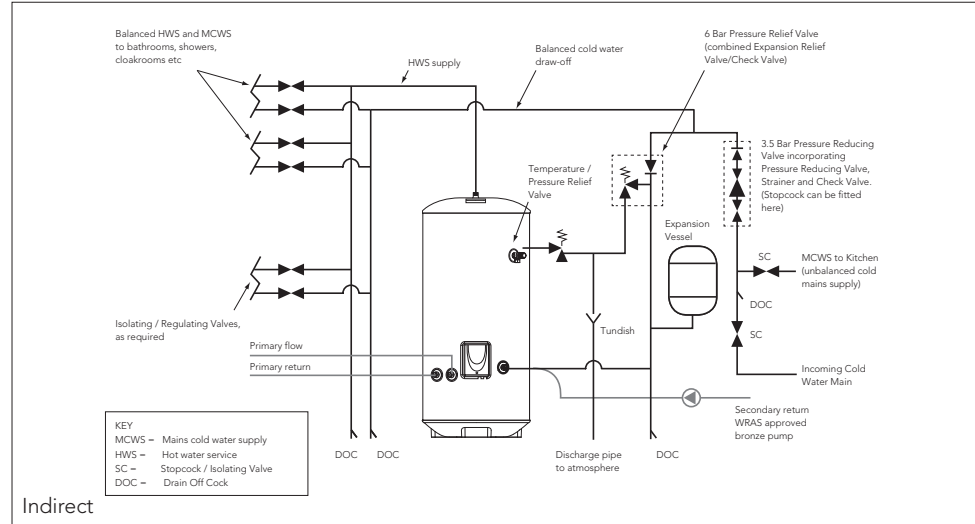 Balanced HWS and MCWS
to bathrooms, showers,
cloakrooms etc
HWS supply
Balanced cold water
draw-off
6 Bar Pressure Relief Valve
(combined Expansion Relief
Valve/Check Valve)
Temperature /
Pressure Relief
Valve
3.5 Bar Pressure Reducing
Valve incorporating
Pressure Reducing Valve,
Strainer and Check Valve.
(Stopcock can be fitted
here)
Expansion
Vessel
SC
MCWS to Kitchen
(unbalanced cold
mains supply)
DOC
SC
Isolating / Regulating Valves,
as required
Tundish
Primary flow
Primary return
Incoming Cold
Water Main
Secondary return
WRAS approved
bronze pump
KEY
MCWS – Mains cold water supply
HWS – Hot water service
SC – Stopcock / Isolating Valve
DOC – Drain Off Cock
DOC
DOC
Discharge pipe
to atmosphere
DOC
Indirect